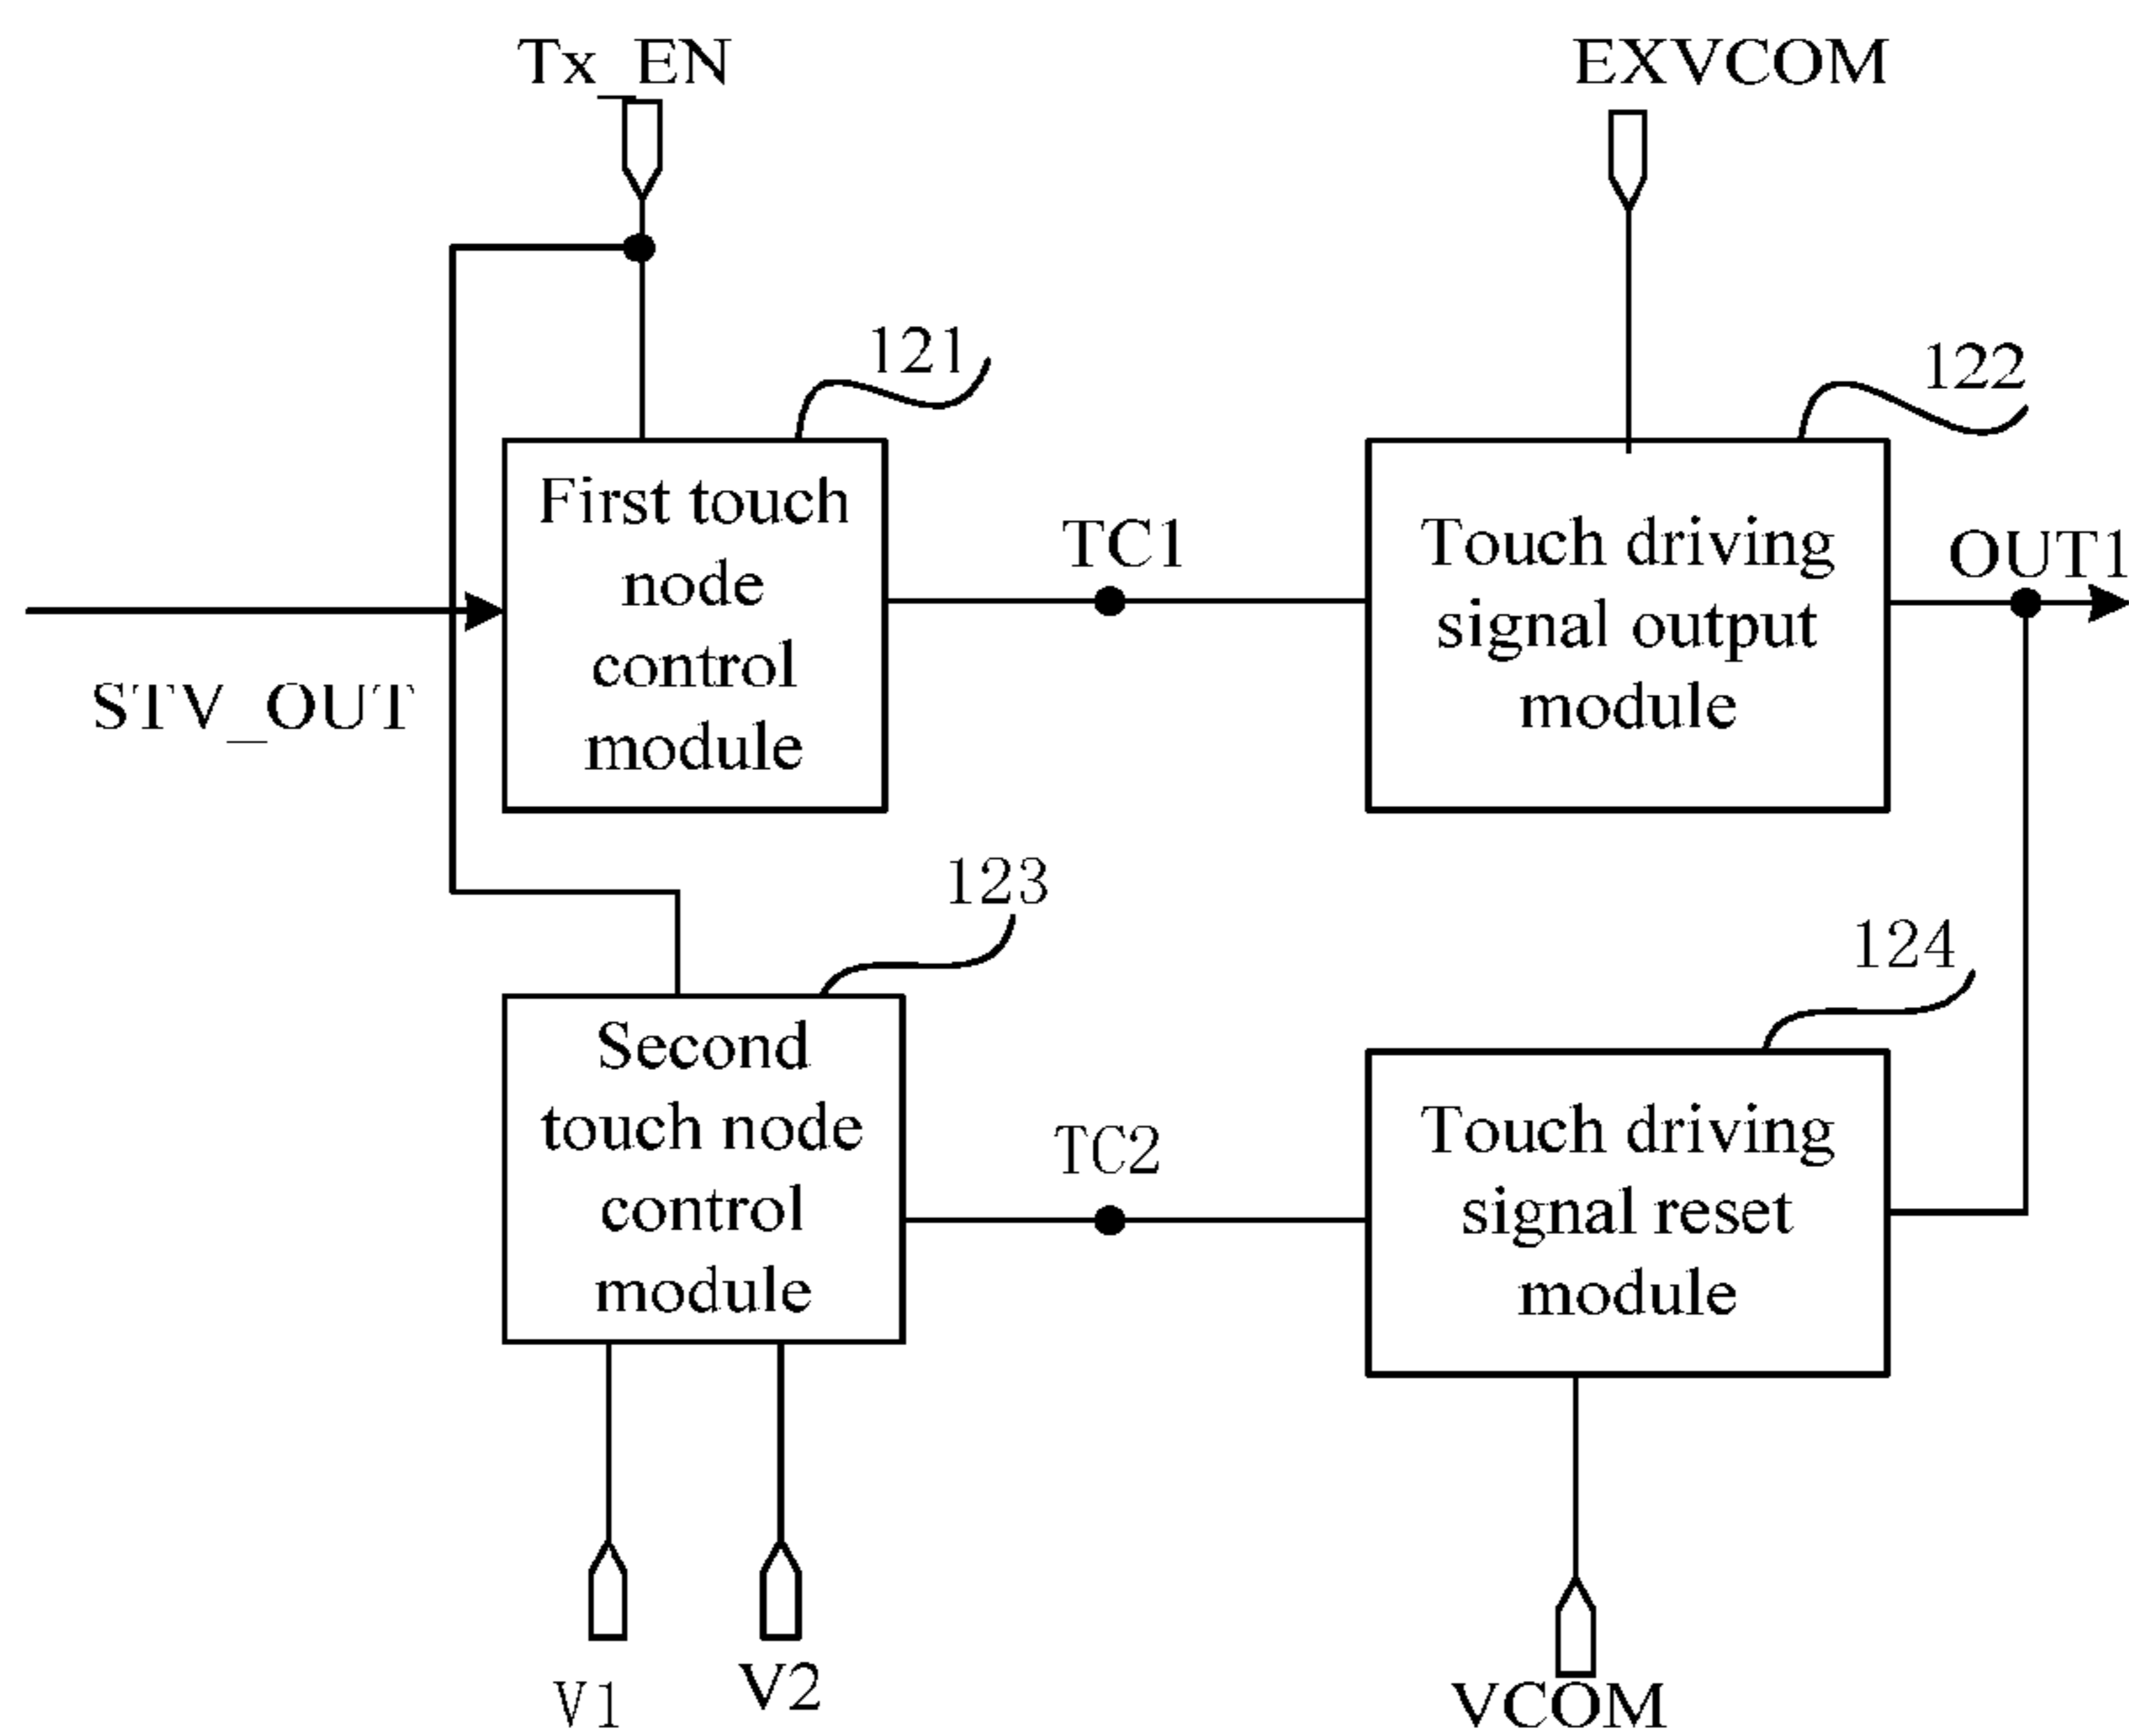 Tx_EN
EXVCOM
121
122
First touch
node
control
module
TC1
Touch driving
signal output
module
OUT1
STV_OUT
123
124
Second
touch node
control
module
TC2
Touch driving
signal reset
module
V1
V2
VCOM